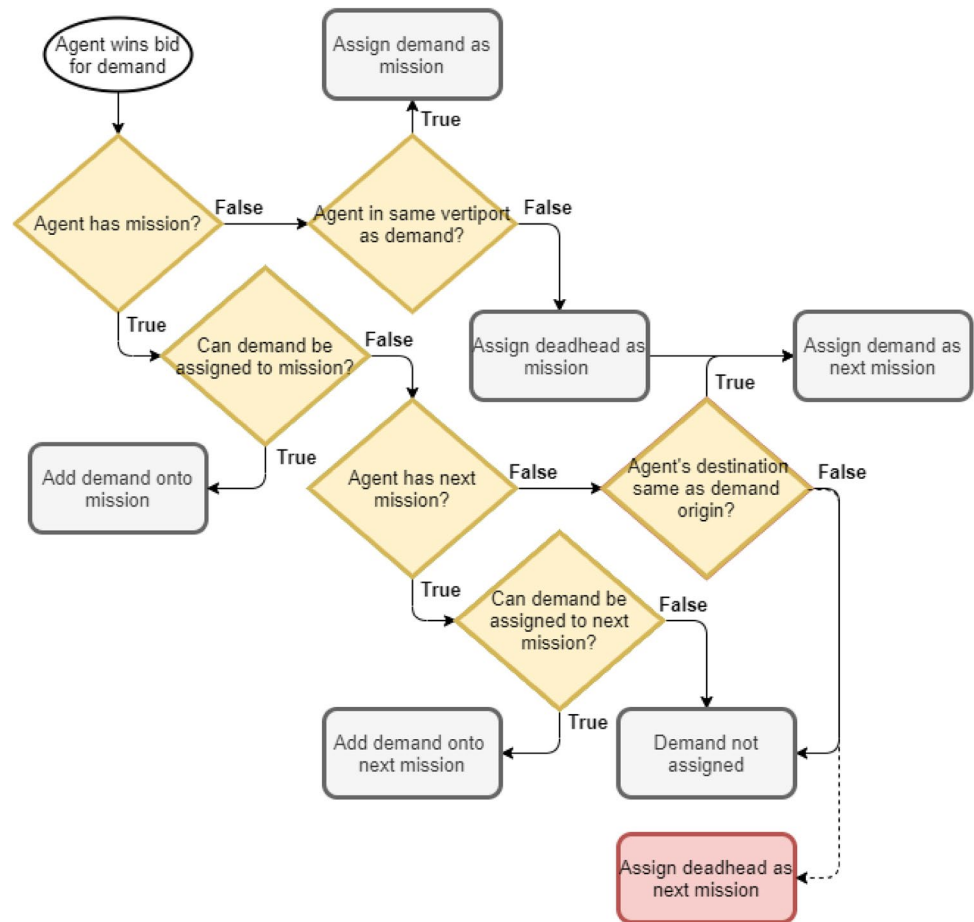 Agent wins bid
for demand
Assign demand as
mission
True
Agent has mission?
False
Agent in same vertiport
as demand?
False
True
Can demand be
assigned to mission?
False
Assign deadhead as
mission
Assign demand as
next mission
True
True
Add demand onto
mission
Agent has next
mission?
False
Agent's destination
same as demand
origin?
False
True
Can demand be
assigned to next
mission?
False
True
Add demand onto
next mission
Demand not
assigned
Assign deadhead as
next mission